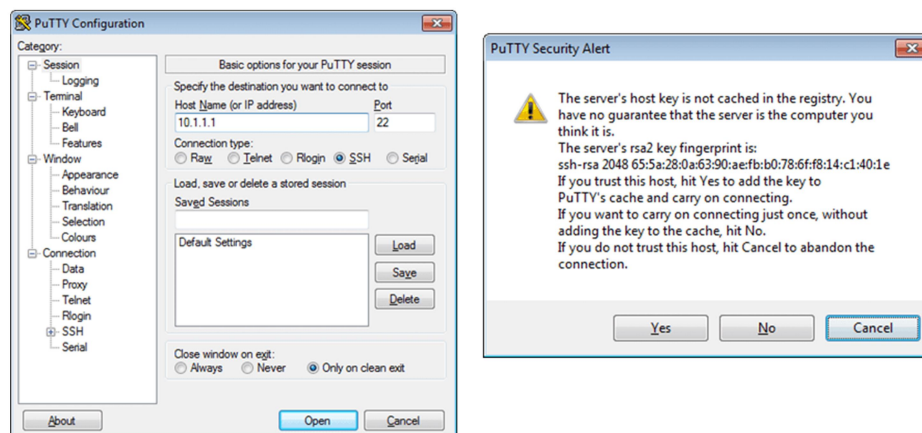 PuTTY Configuration
Category:
Session
Logging
Terminal
Keyboard
Bell
Features
Window
Appearance
Behaviour
Translation
Selection
Colours
Connection
Data
Proxy
Telnet
Rlogin
SSH
Serial
Basic options for your PuTTY session
Specify the destination you want to connect to
Host Name (or IP address) Port
10.1.1.1 22
Connection type:
Raw Telnet Rlogin SSH Serial
Load, save or delete a stored session
Saved Sessions
Default Settings
Load
Save
Delete
Close window on exit:
Always Never Only on clean exit
About Open Cancel
PuTTY Security Alert
The server's host key is not cached in the registry. You
have no guarantee that the server is the computer you
think it is.
The server's rsa2 key fingerprint is:
ssh-rsa 2048 65:5a:28:0a:63:90:ae:fb:b0:78:6f:f8:14:c1:40:1e
If you trust this host, hit Yes to add the key to
PuTTY's cache and carry on connecting.
If you want to carry on connecting just once, without
adding the key to the cache, hit No.
If you do not trust this host, hit Cancel to abandon the
connection.
Yes No Cancel